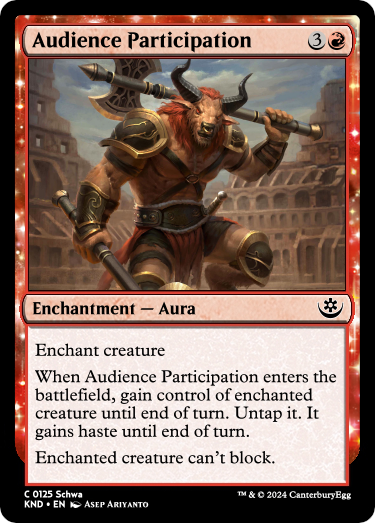 Audience Participation 3
Enchantment — Aura
Enchant creature
When Audience Participation enters the
battlefield, gain control of enchanted
creature until end of turn. Untap it. It
gains haste until end of turn.
Enchanted creature can't block.
C 0125 Schwa
KND • EN Asep Ariyanto
™ & © 2024 CanterburyEgg